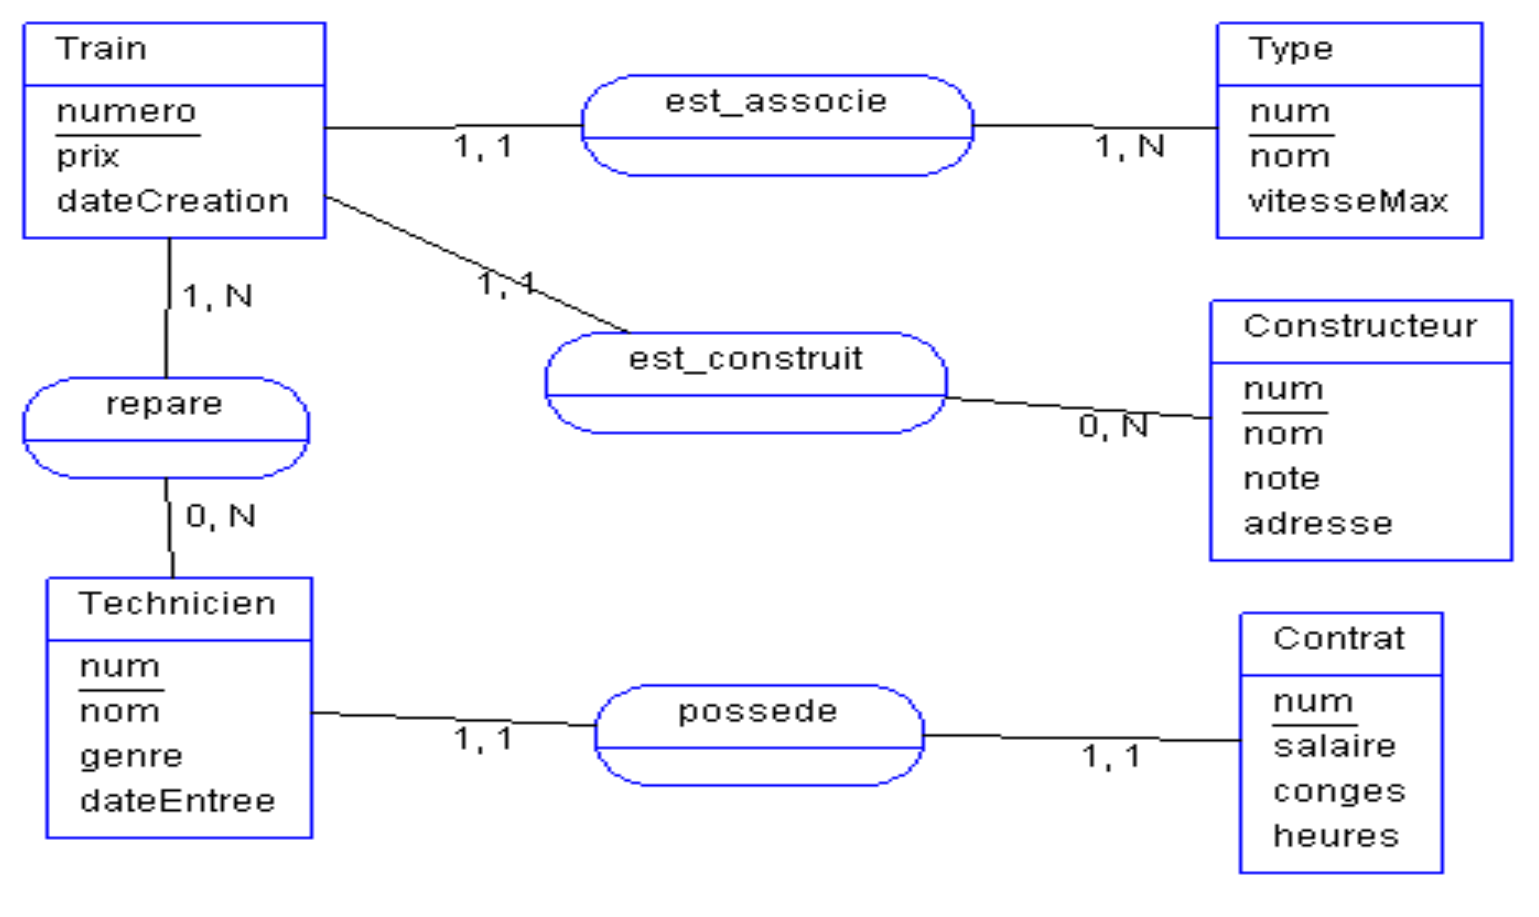 Train
numero
prix
dateCreation
1, 1
est_associe
1, N
Type
num
nom
vitesseMax
1, N
1, 1
est_construit
0, N
Constructeur
num
nom
note
adresse
repare
0, N
Technicien
num
nom
genre
dateEntree
1, 1
possede
1, 1
Contrat
num
salaire
conges
heures